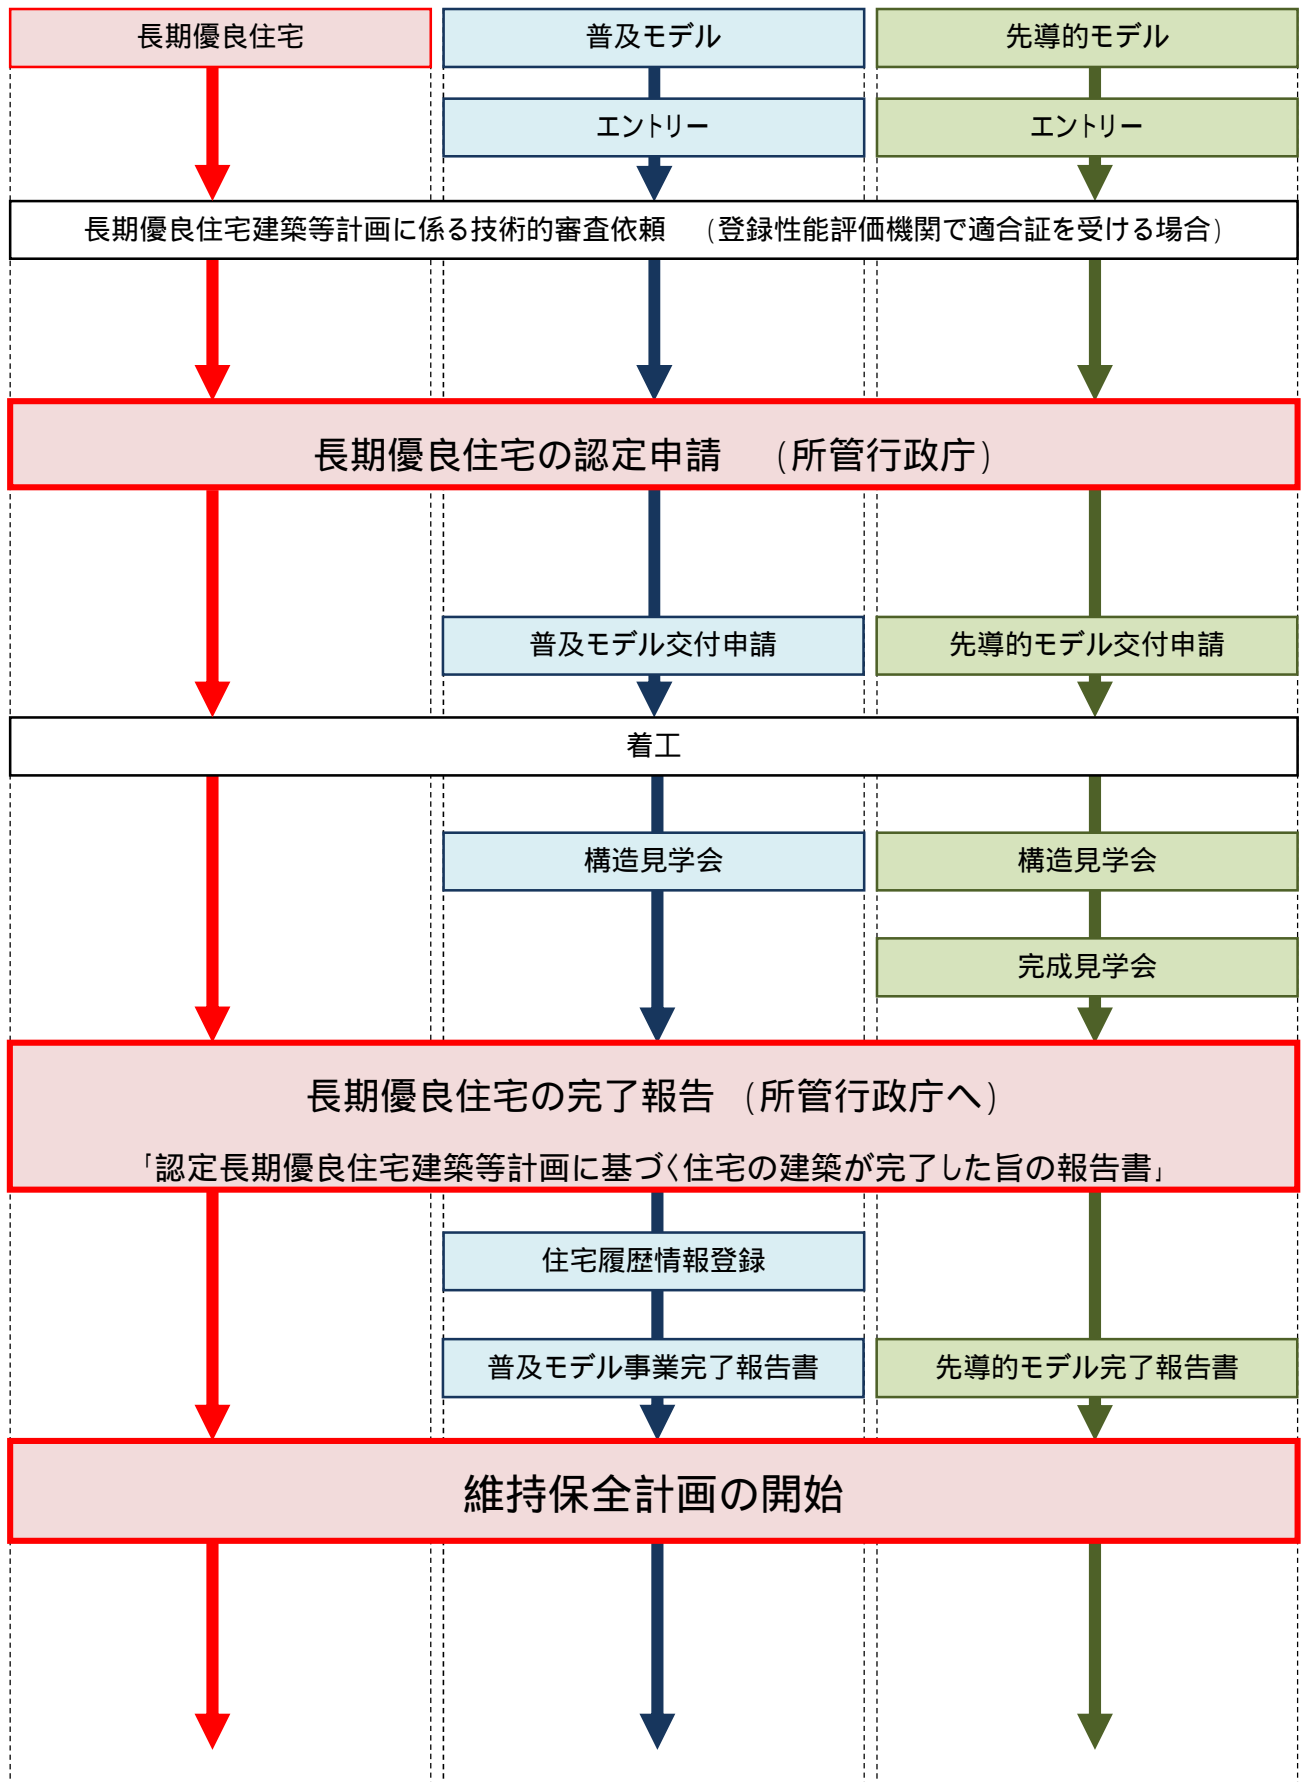 長期優良住宅
普及モデル
先導的モデル
エントリー
エントリー
長期優良住宅建築等計画に係る技術的審査依頼 (登録性能評価機関で適合証を受ける場合)
長期優良住宅の認定申請 (所管行政庁)
普及モデル交付申請
先導的モデル交付申請
着工
構造見学会
構造見学会
完成見学会
長期優良住宅の完了報告 (所管行政庁へ)
「認定長期優良住宅建築等計画に基づく住宅の建築が完了した旨の報告書」
住宅履歴情報登録
普及モデル事業完了報告書
先導的モデル完了報告書
維持保全計画の開始